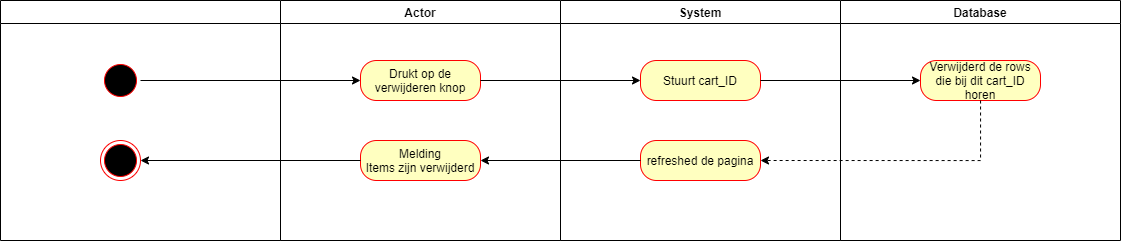 Actor
System
Database
Drukt op de
verwijderen knop
Stuurt cart_ID
Verwijderd de rows
die bij dit cart_ID
horen
Melding
Items zijn verwijderd
refreshed de pagina